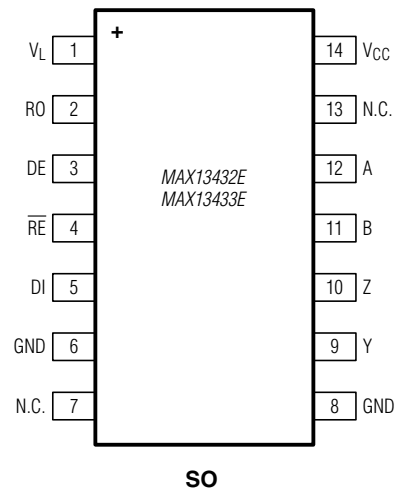 +
V_L 1 14 V_CC
RO 2 13 N.C.
DE 3 12 A
MAX13432E
MAX13433E
R̅E̅ 4 11 B
DI 5 10 Z
GND 6 9 Y
N.C. 7 8 GND
SO